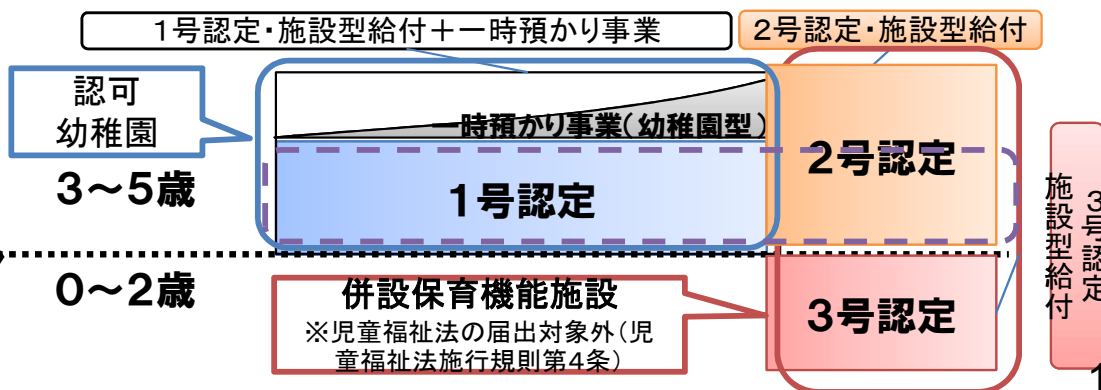 1号認定・施設型給付＋一時預かり事業
2号認定・施設型給付
認可
幼稚園
一時預かり事業（幼稚園型）
3～5歳
1号認定
2号認定
0～2歳
併設保育機能施設
※児童福祉法の届出対象外（児
童福祉法施行規則第4条）
3号認定
3号認定
施設型給付
1